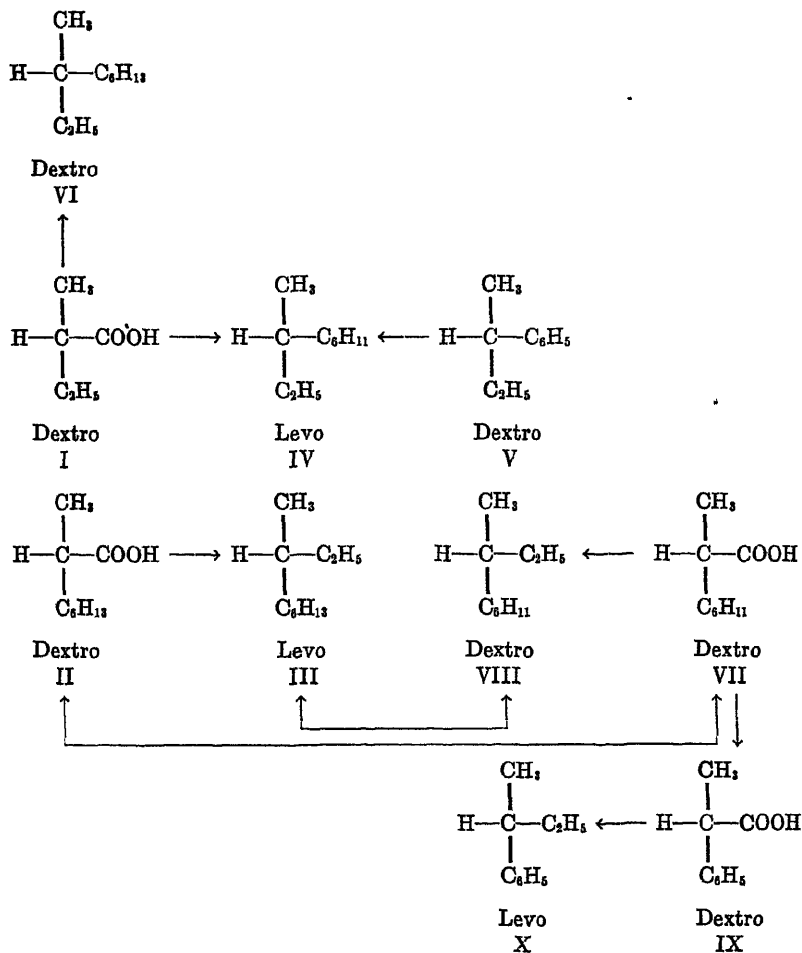 CH₃
H—C—C₆H₁₃
C₂H₅
Dextro
VI
CH₃ CH₃ CH₃
H—C—COOH → H—C—C₆H₁₁ ← H—C—C₆H₅
C₂H₅ C₂H₅ C₂H₅
Dextro Levo Dextro
I IV V
CH₃ CH₃ CH₃ CH₃
H—C—COOH → H—C—C₂H₅ H—C—C₂H₅ ← H—C—COOH
C₆H₁₃ C₆H₁₃ C₆H₁₁ C₆H₁₁
Dextro Levo Dextro Dextro
II III VIII VII
CH₃ CH₃
H—C—C₂H₅ ← H—C—COOH
C₆H₅ C₆H₅
Levo Dextro
X IX